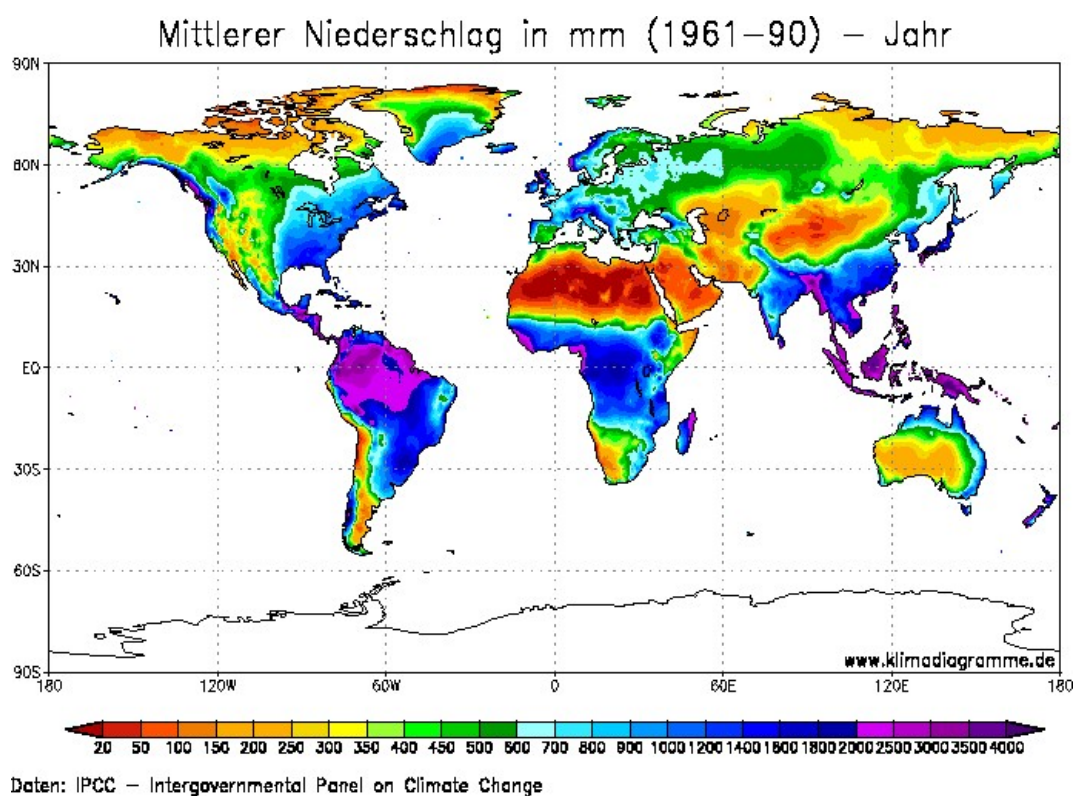 Mittlerer Niederschlag in mm (1961-90) - Jahr
90N
60N
30N
EQ
30S
60S
90S
180 120W 60W 0 60E 120E 180
www.klimadiagramme.de
20 50 100 150 200 250 300 350 400 450 500 600 700 800 900 1000 1200 1400 1600 1800 2000 2500 3000 3500 4000
Daten: IPCC - Intergovernmental Panel on Climate Change